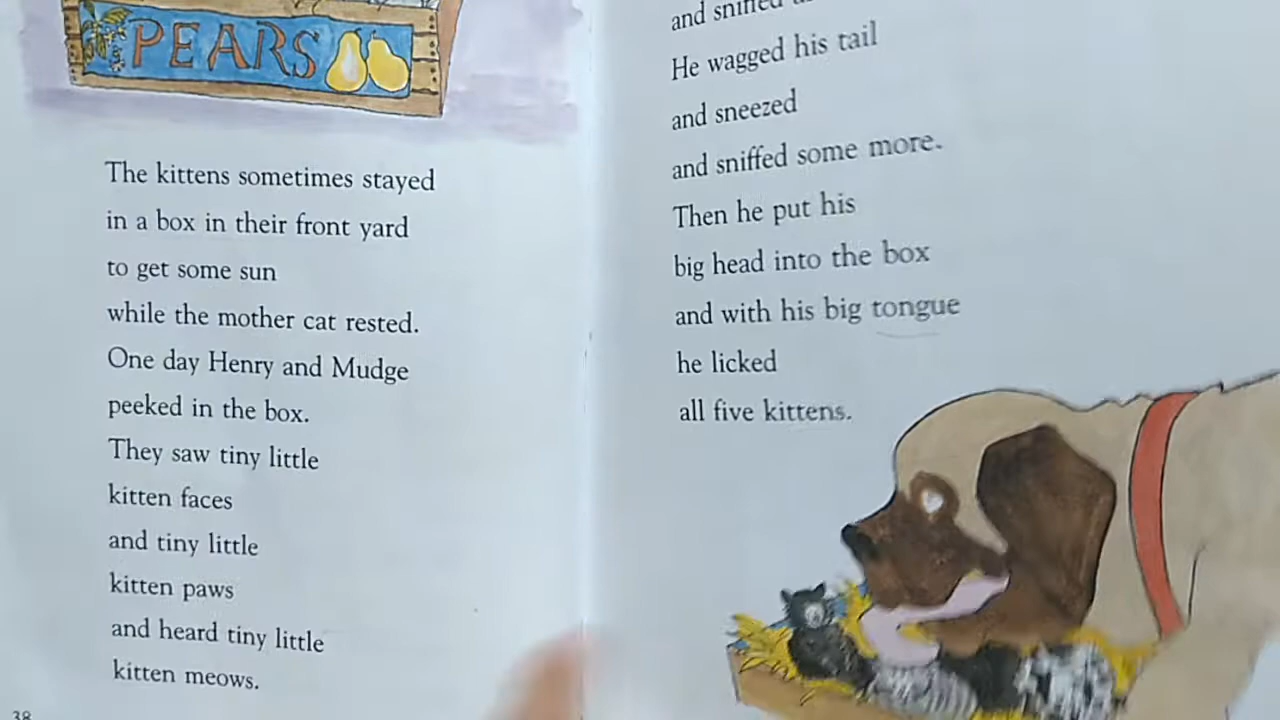 PEARS
The kittens sometimes stayed
in a box in their front yard
to get some sun
while the mother cat rested.
One day Henry and Mudge
peeked in the box.
They saw tiny little
kitten faces
and tiny little
kitten paws
and heard tiny little
kitten meows.
38
and sniffed
He wagged his tail
and sneezed
and sniffed some more.
Then he put his
big head into the box
and with his big tongue
he licked
all five kittens.